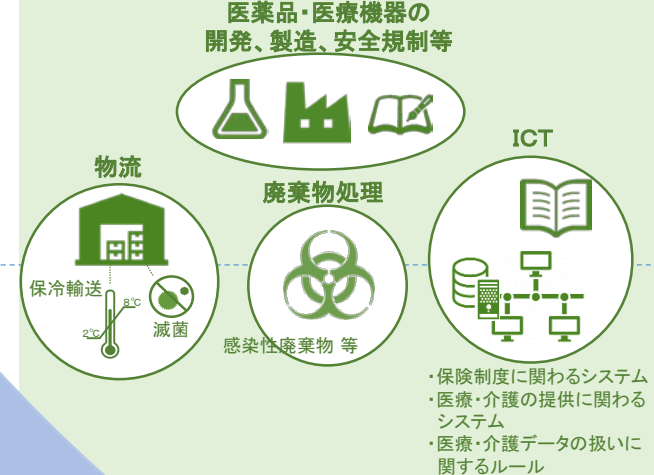 医薬品・医療機器の
開発、製造、安全規制等
ICT
物流
廃棄物処理
保冷輸送
8℃
2℃
滅菌
感染性廃棄物 等
・保険制度に関わるシステム
・医療・介護の提供に関わる
システム
・医療・介護データの扱いに
関するルール